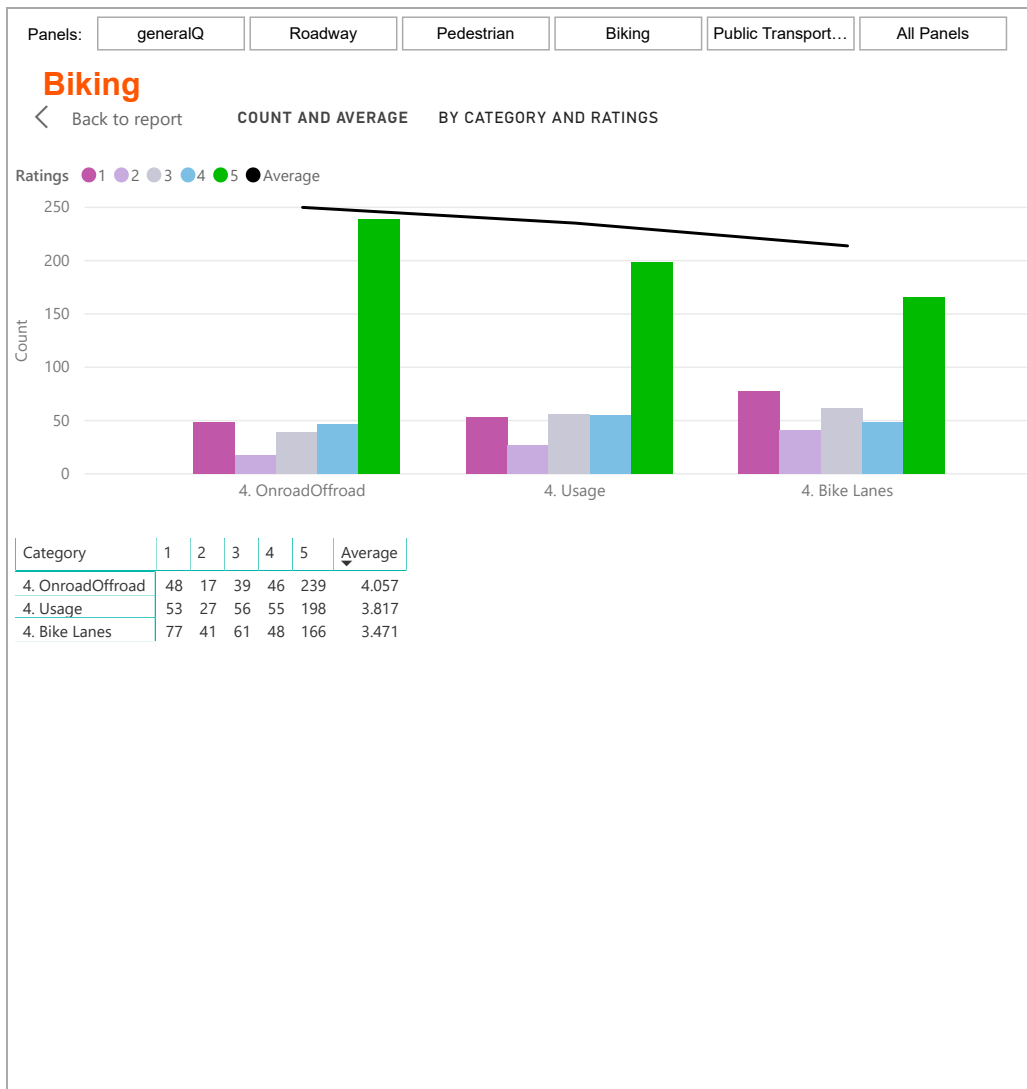 Panels: generalQ Roadway Pedestrian Biking Public Transport... All Panels
Biking
Back to report COUNT AND AVERAGE BY CATEGORY AND RATINGS
Ratings 1 2 3 4 5 Average
250
200
150
100
50
0
Count
4. OnroadOffroad 4. Usage 4. Bike Lanes
Category 1 2 3 4 5 Average
4. OnroadOffroad 48 17 39 46 239 4.057
4. Usage 53 27 56 55 198 3.817
4. Bike Lanes 77 41 61 48 166 3.471